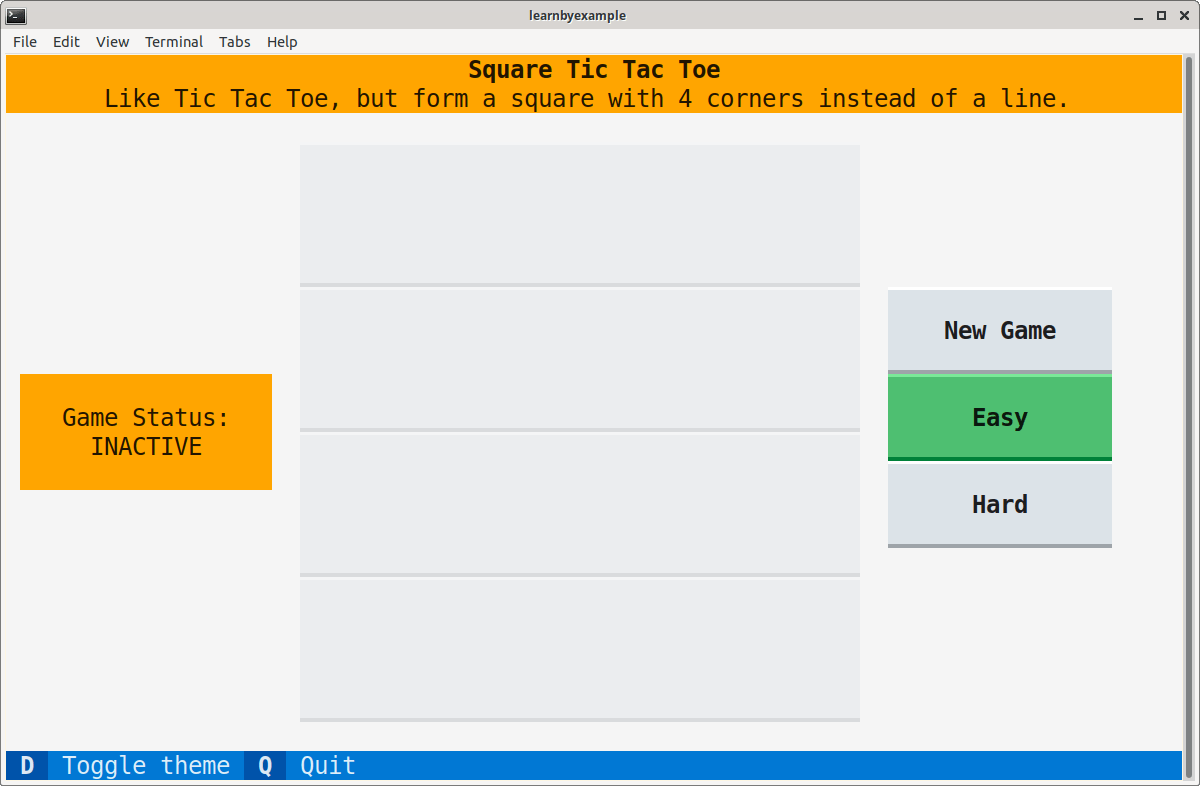 learnbyexample
File Edit View Terminal Tabs Help
Square Tic Tac Toe
Like Tic Tac Toe, but form a square with 4 corners instead of a line.
Game Status:
INACTIVE
New Game
Easy
Hard
D Toggle theme Q Quit